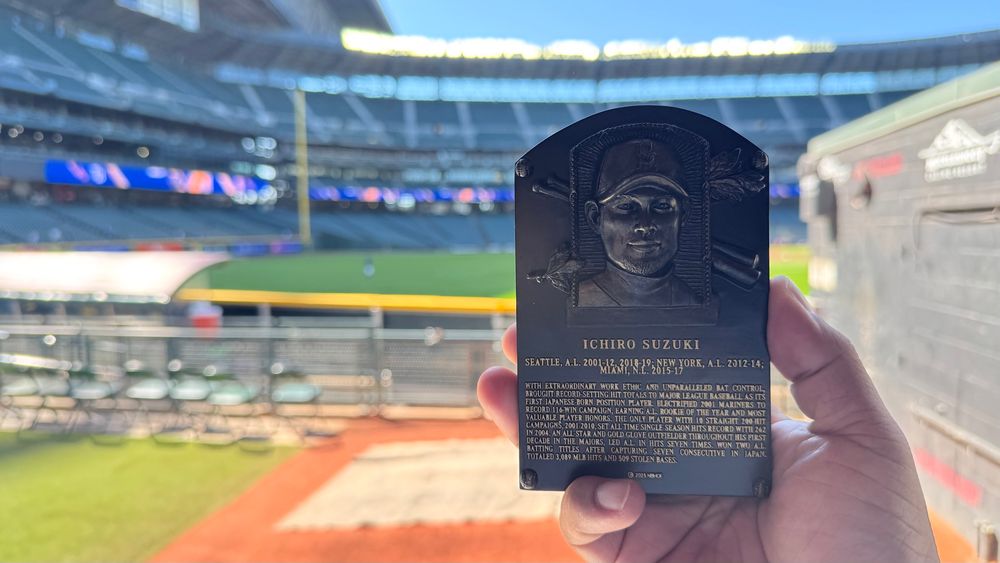 ICHIRO SUZUKI
SEATTLE, A.L. 2001-12, 2018-19; NEW YORK, A.L. 2012-14;
MIAMI, N.L. 2015-17
WITH EXTRAORDINARY WORK ETHIC AND UNPARALLELED BAT CONTROL,
BROUGHT RECORD-SETTING HIT TOTALS TO MAJOR LEAGUE BASEBALL AS ITS
FIRST JAPANESE-BORN POSITION PLAYER. ELECTRIFIED 2001 MARINERS TO
RECORD 116-WIN CAMPAIGN, EARNING A.L. ROOKIE OF THE YEAR AND MOST
VALUABLE PLAYER HONORS. THE ONLY PLAYER WITH 10 STRAIGHT 200-HIT
CAMPAIGNS, 2001-2010, SET ALL-TIME SINGLE-SEASON HITS RECORD WITH 262
IN 2004. AN ALL-STAR AND GOLD GLOVE OUTFIELDER THROUGHOUT HIS FIRST
DECADE IN THE MAJORS, LED A.L. IN HITS SEVEN TIMES. WON TWO A.L.
BATTING TITLES AFTER CAPTURING SEVEN CONSECUTIVE IN JAPAN.
TOTALED 3,089 MLB HITS AND 509 STOLEN BASES.
© 2025 NBHOF